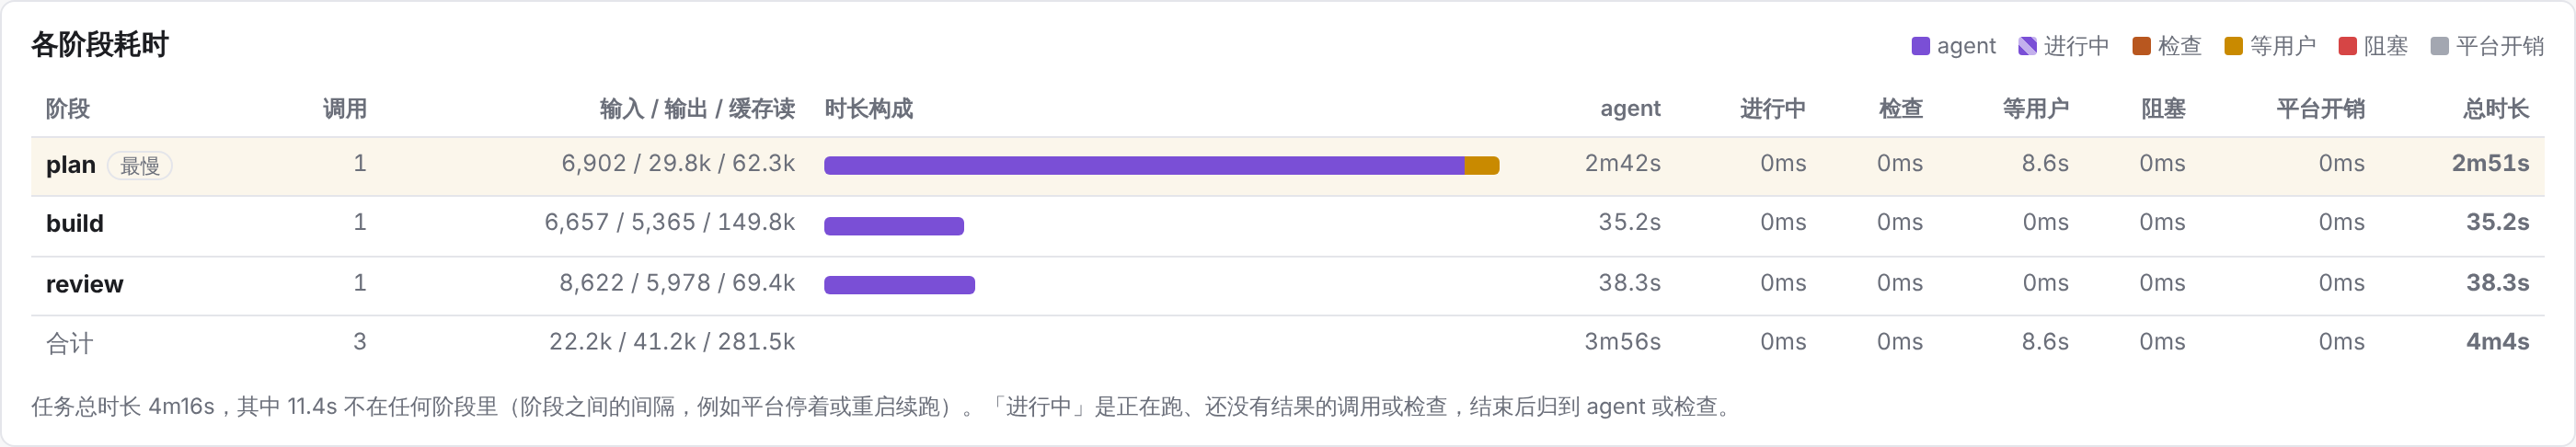 各阶段耗时
agent 进行中 检查 等用户 阻塞 平台开销
阶段 调用 输入 / 输出 / 缓存读 时长构成 agent 进行中 检查 等用户 阻塞 平台开销 总时长
plan 最慢 1 6,902 / 29.8k / 62.3k 2m42s 0ms 0ms 8.6s 0ms 0ms 2m51s
build 1 6,657 / 5,365 / 149.8k 35.2s 0ms 0ms 0ms 0ms 0ms 35.2s
review 1 8,622 / 5,978 / 69.4k 38.3s 0ms 0ms 0ms 0ms 0ms 38.3s
合计 3 22.2k / 41.2k / 281.5k 3m56s 0ms 0ms 8.6s 0ms 0ms 4m4s
任务总时长 4m16s，其中 11.4s 不在任何阶段里（阶段之间的间隔，例如平台停着或重启续跑）。「进行中」是正在跑、还没有结果的调用或检查，结束后归到 agent 或检查。